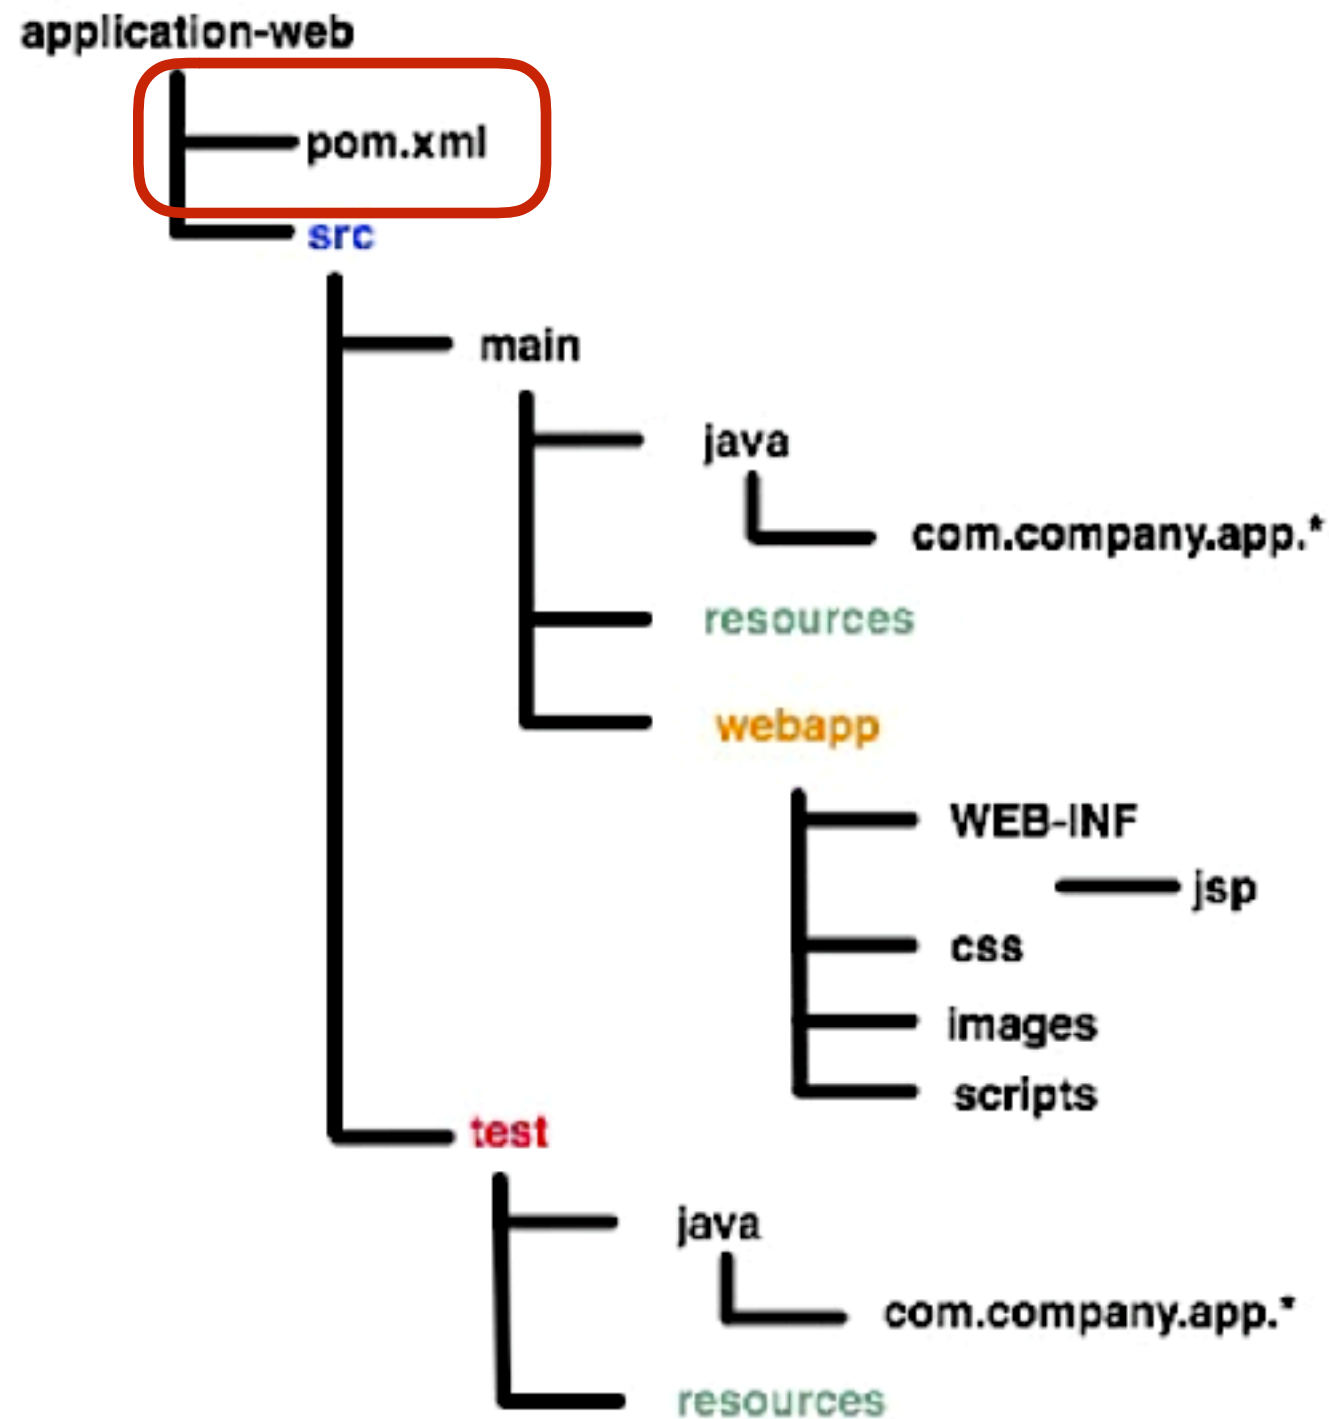 application-web
pom.xml
src
main
java
com.company.app.*
resources
webapp
WEB-INF
jsp
css
images
scripts
test
java
com.company.app.*
resources